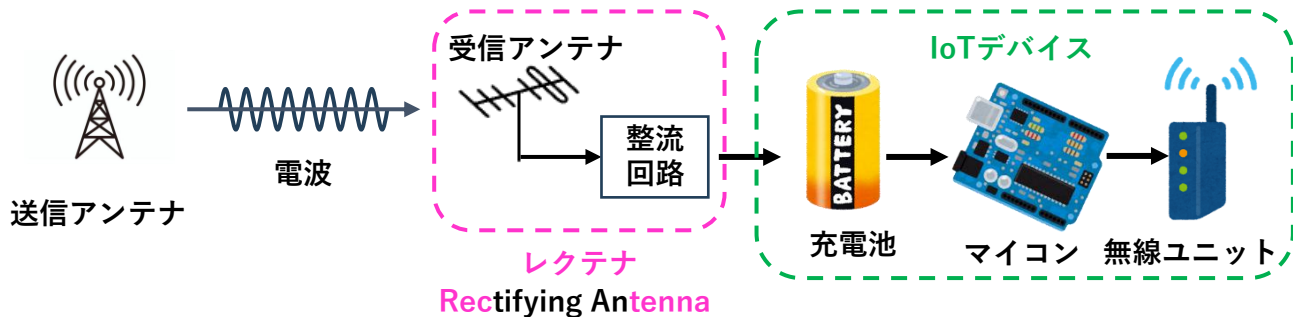 送信アンテナ
電波
受信アンテナ
整流
回路
レクテナ
Rectifying Antenna
IoTデバイス
BATTERY
充電池
マイコン
無線ユニット